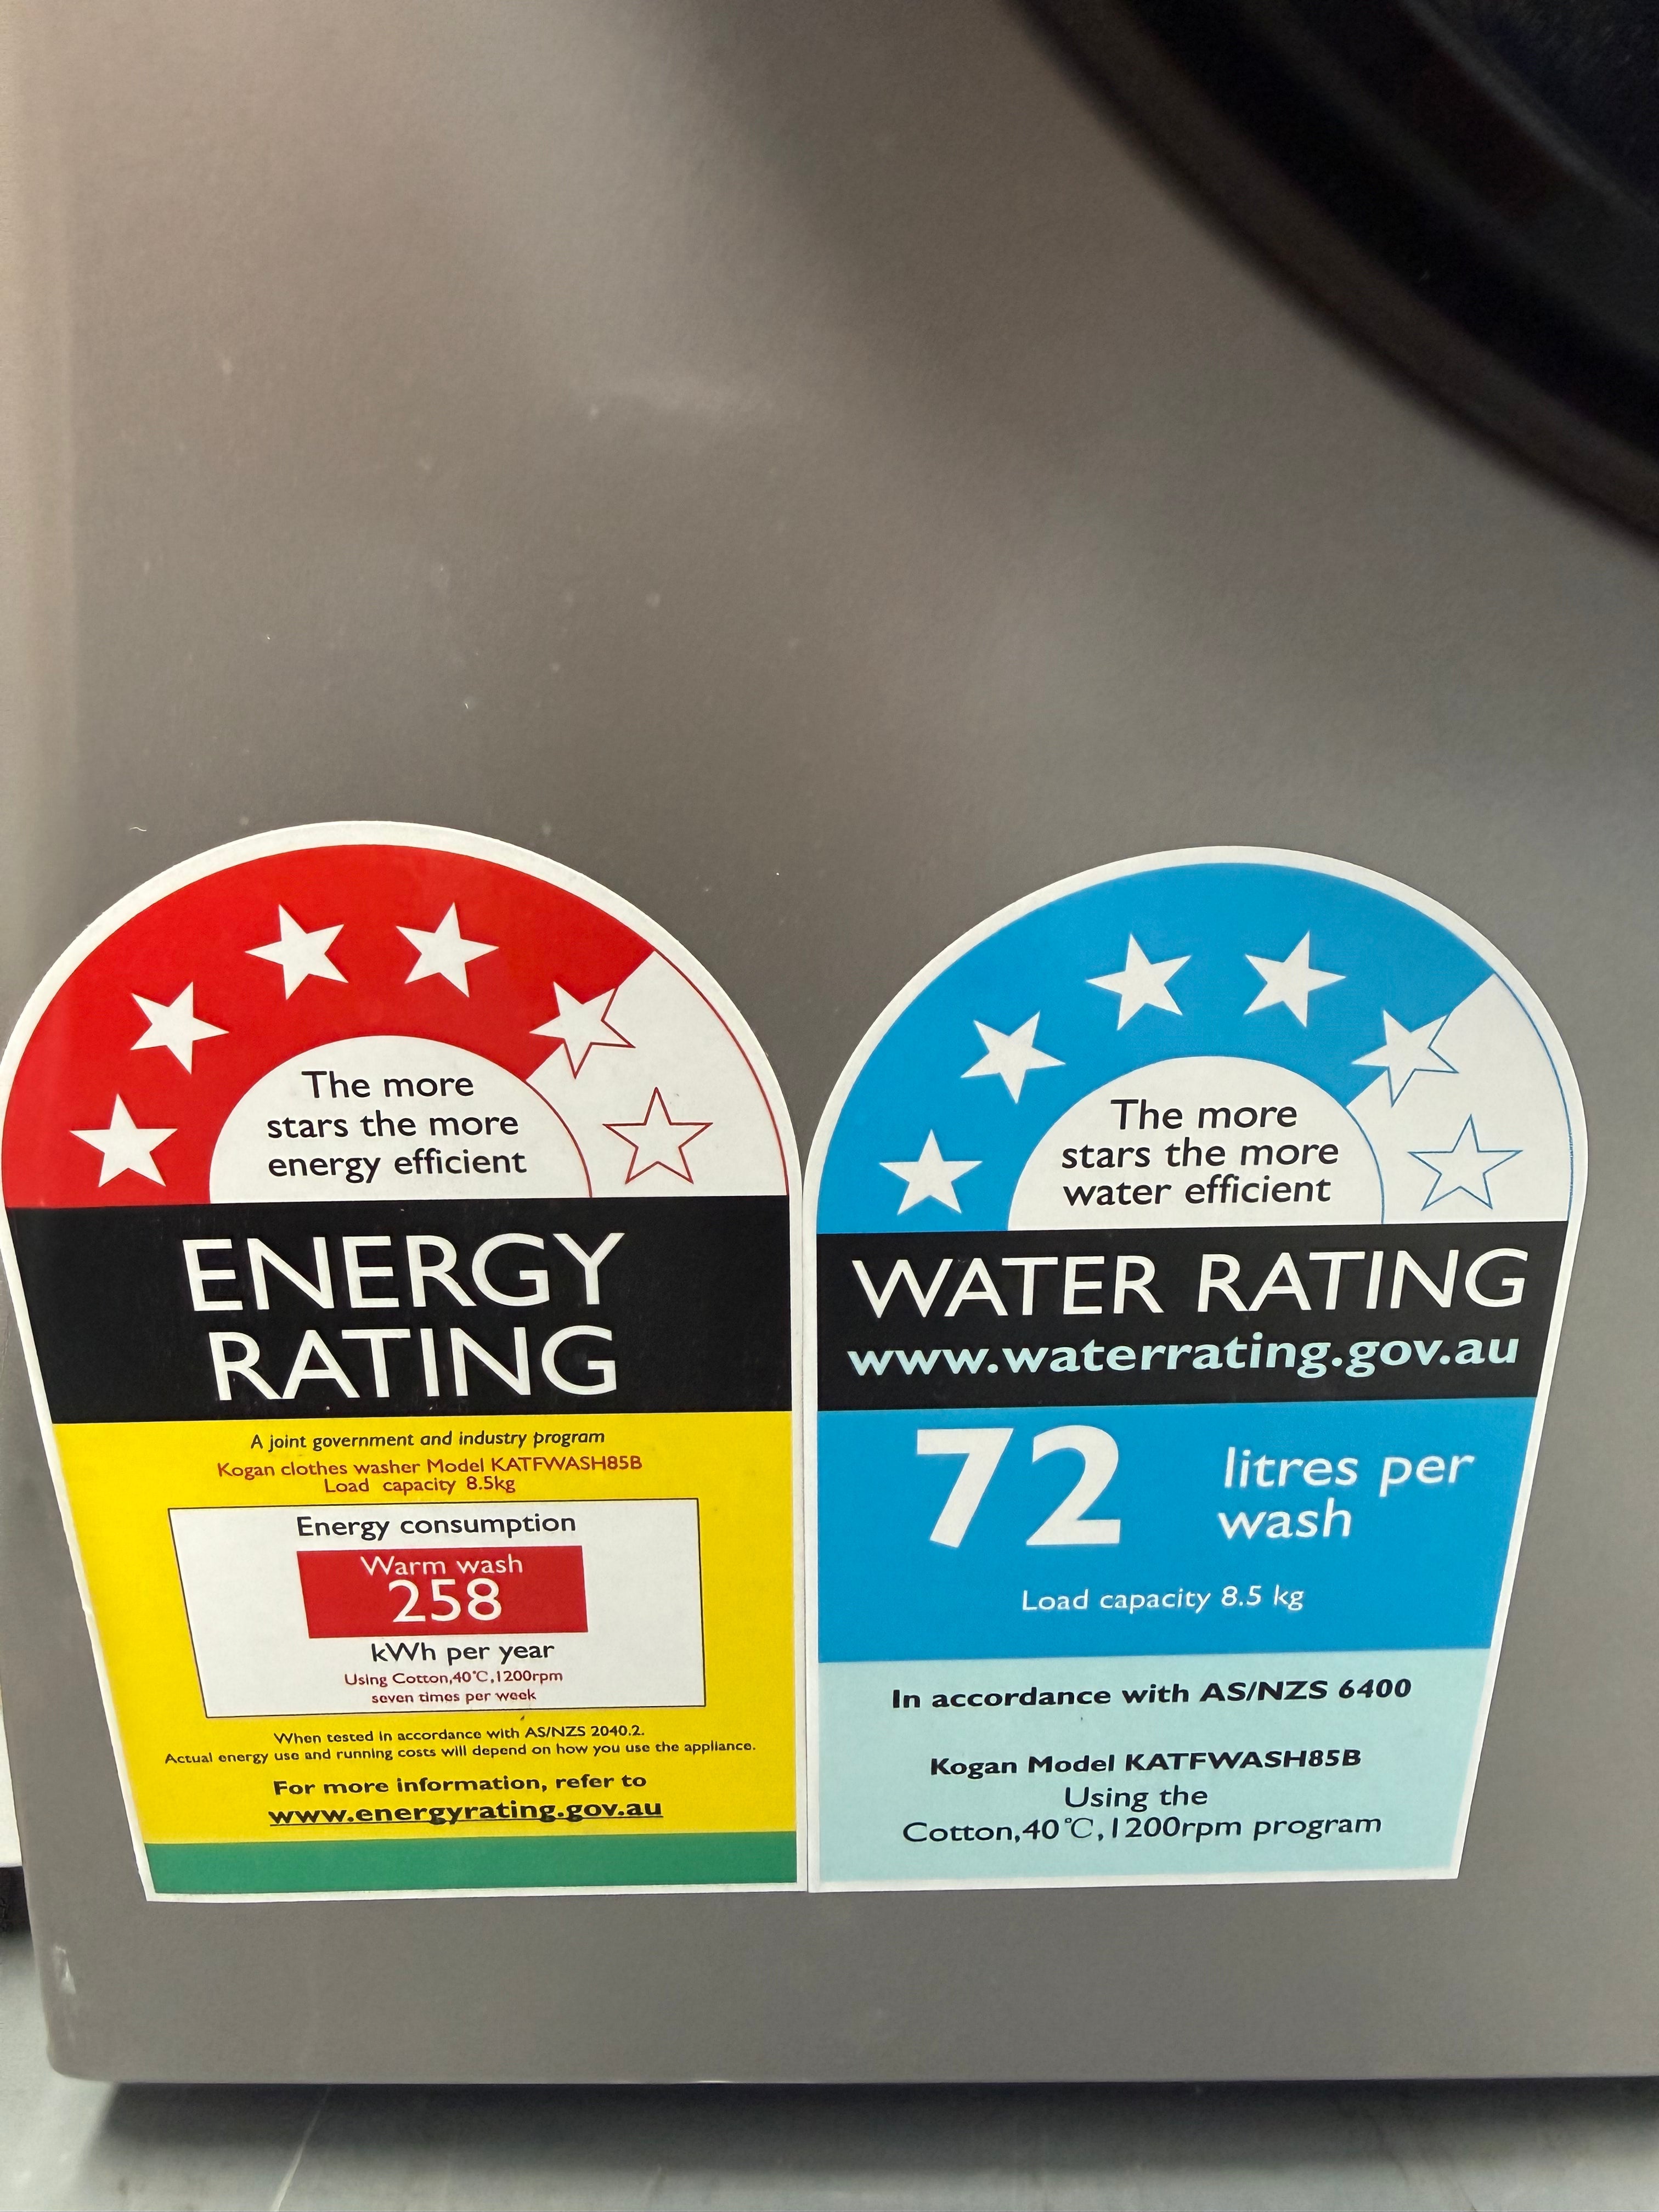 The more
stars the more
energy efficient
ENERGY
RATING
A joint government and industry program
Kogan clothes washer Model KATFWASH85B
Load capacity 8.5kg
Energy consumption
Warm wash
258
kWh per year
Using Cotton,40℃,1200rpm
seven times per week
When tested in accordance with AS/NZS 2040.2.
Actual energy use and running costs will depend on how you use the appliance.
For more information, refer to
www.energyrating.gov.au
The more
stars the more
water efficient
WATER RATING
www.waterrating.gov.au
72 litres per
wash
Load capacity 8.5 kg
In accordance with AS/NZS 6400
Kogan Model KATFWASH85B
Using the
Cotton,40℃,1200rpm program